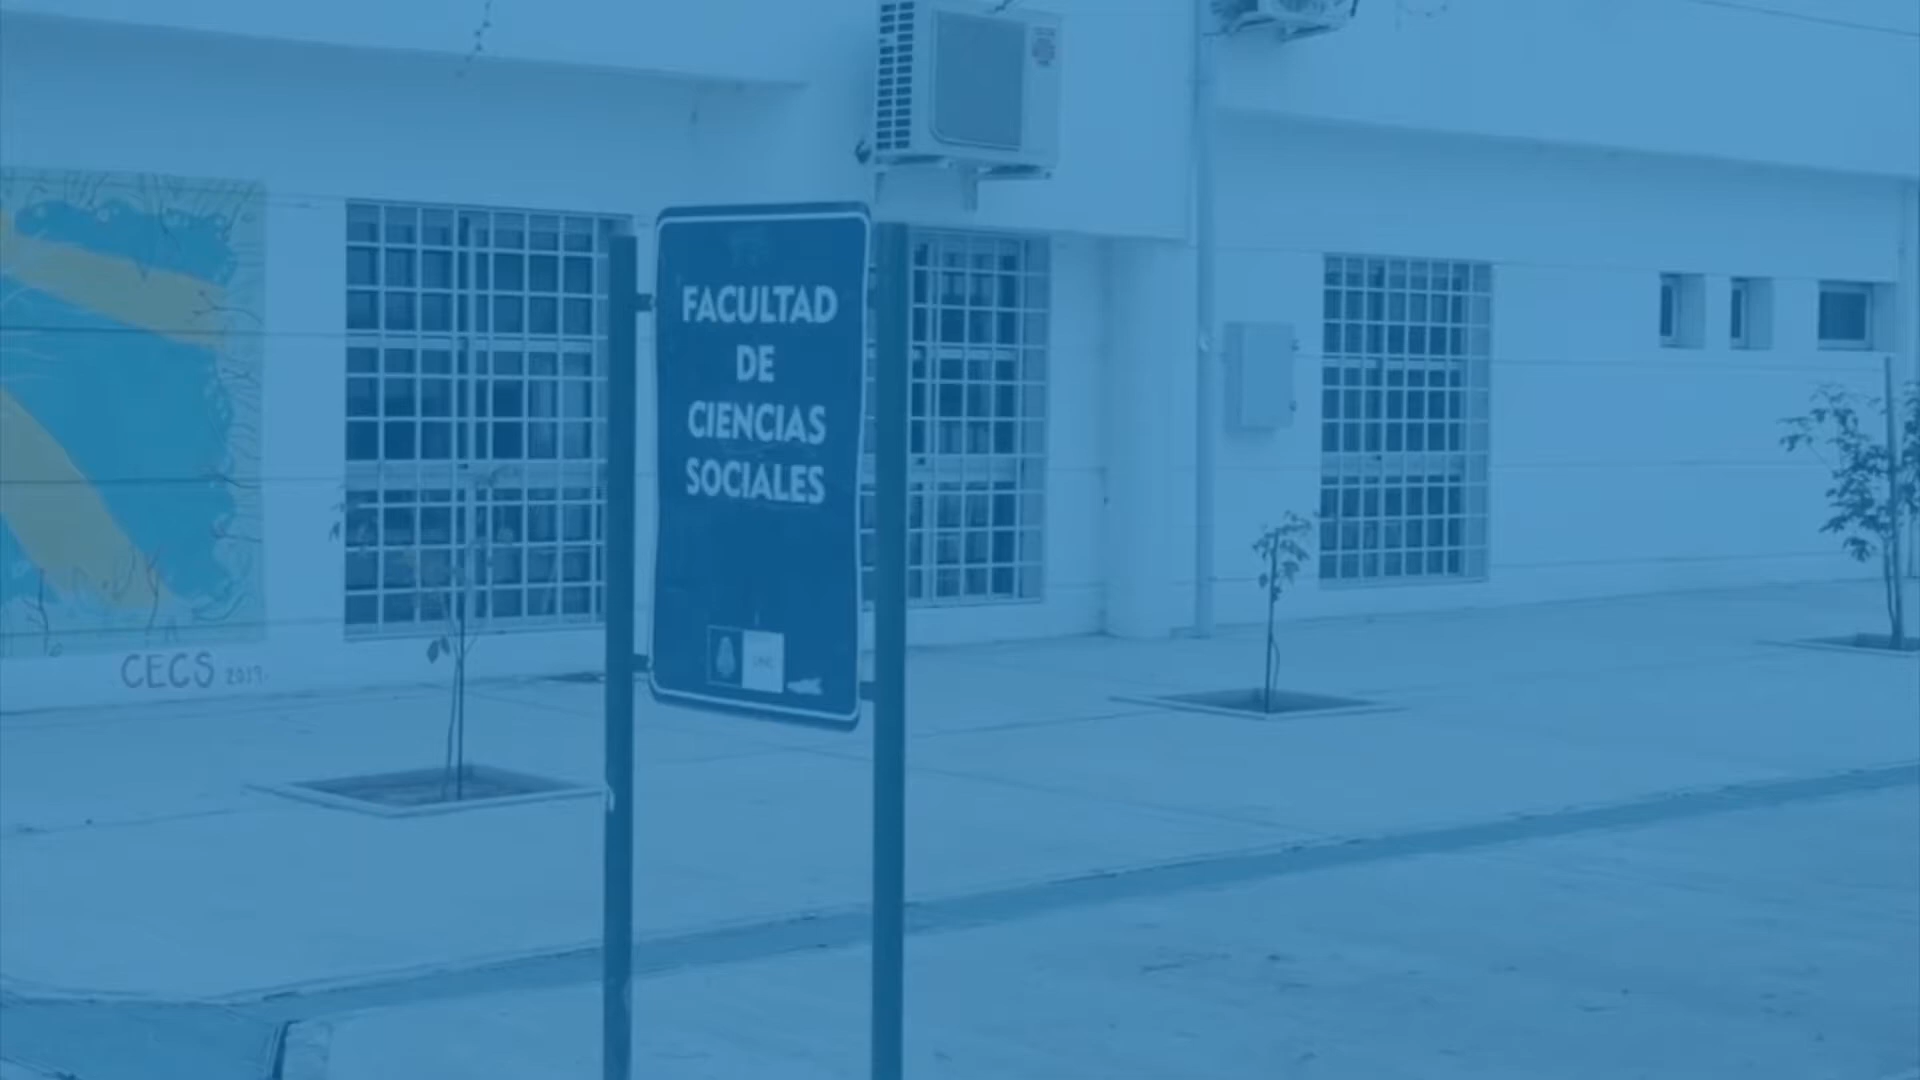 FACULTAD
DE
CIENCIAS
SOCIALES
CECS 2019